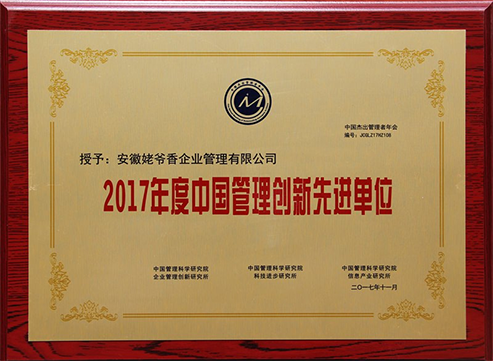 中国杰出管理者年会
编号：JCGLZ17HZ108
授予：安徽姥爷香企业管理有限公司
2017年度中国管理创新先进单位
中国管理科学研究院
企业管理创新研究所
中国管理科学研究院
科技进步研究所
中国管理科学研究院
信息产业研究所
二〇一七年十一月